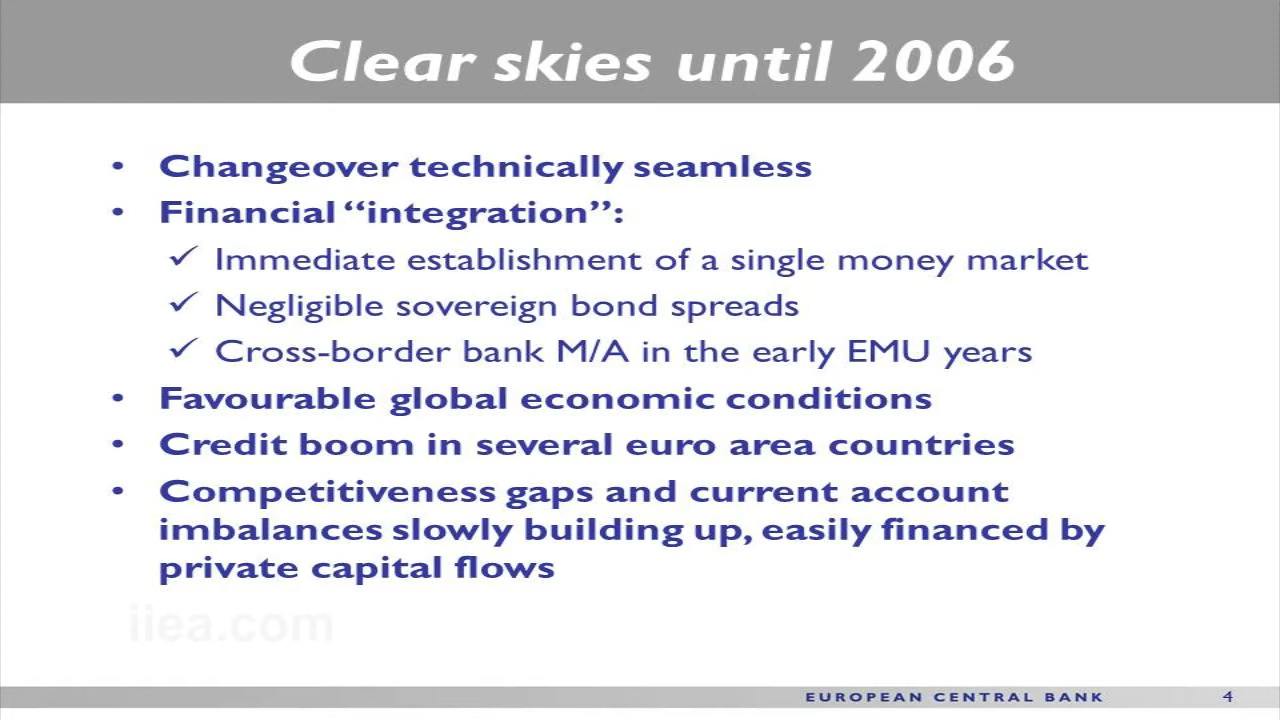 Clear skies until 2006
• Changeover technically seamless
• Financial “integration”:
✓ Immediate establishment of a single money market
✓ Negligible sovereign bond spreads
✓ Cross-border bank M/A in the early EMU years
• Favourable global economic conditions
• Credit boom in several euro area countries
• Competitiveness gaps and current account
imbalances slowly building up, easily financed by
private capital flows
iiea.com
EUROPEAN CENTRAL BANK 4